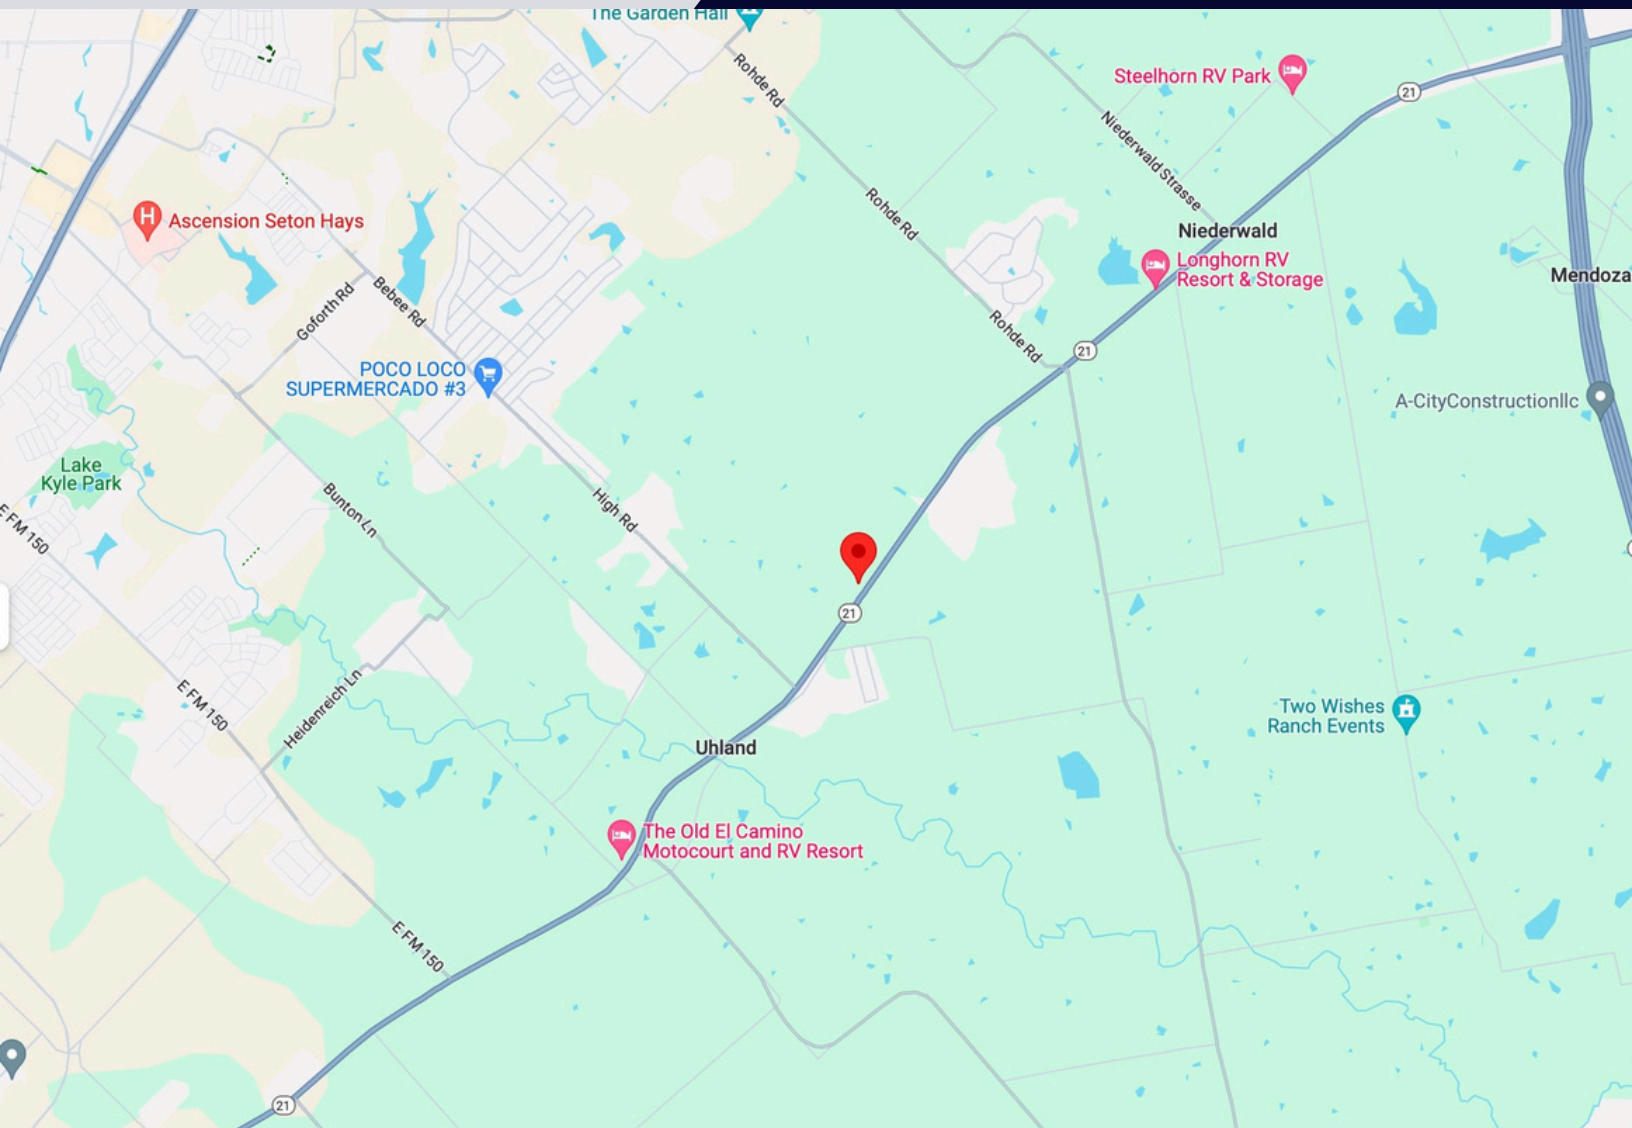 The Garden Hall
Rohde Rd
Steelhorn RV Park
21
Niederwald Strasse
Rohde Rd
Ascension Seton Hays
H
Niederwald
Longhorn RV
Resort & Storage
Mendoza
Goforth Rd
Bebee Rd
Rohde Rd
21
POCO LOCO
SUPERMERCADO #3
A-CityConstructionllc
Lake
Kyle Park
E FM 150
Bunton Ln
High Rd
21
E FM 150
Heidenreich Ln
Two Wishes
Ranch Events
Uhland
The Old El Camino
Motocourt and RV Resort
E FM 150
21